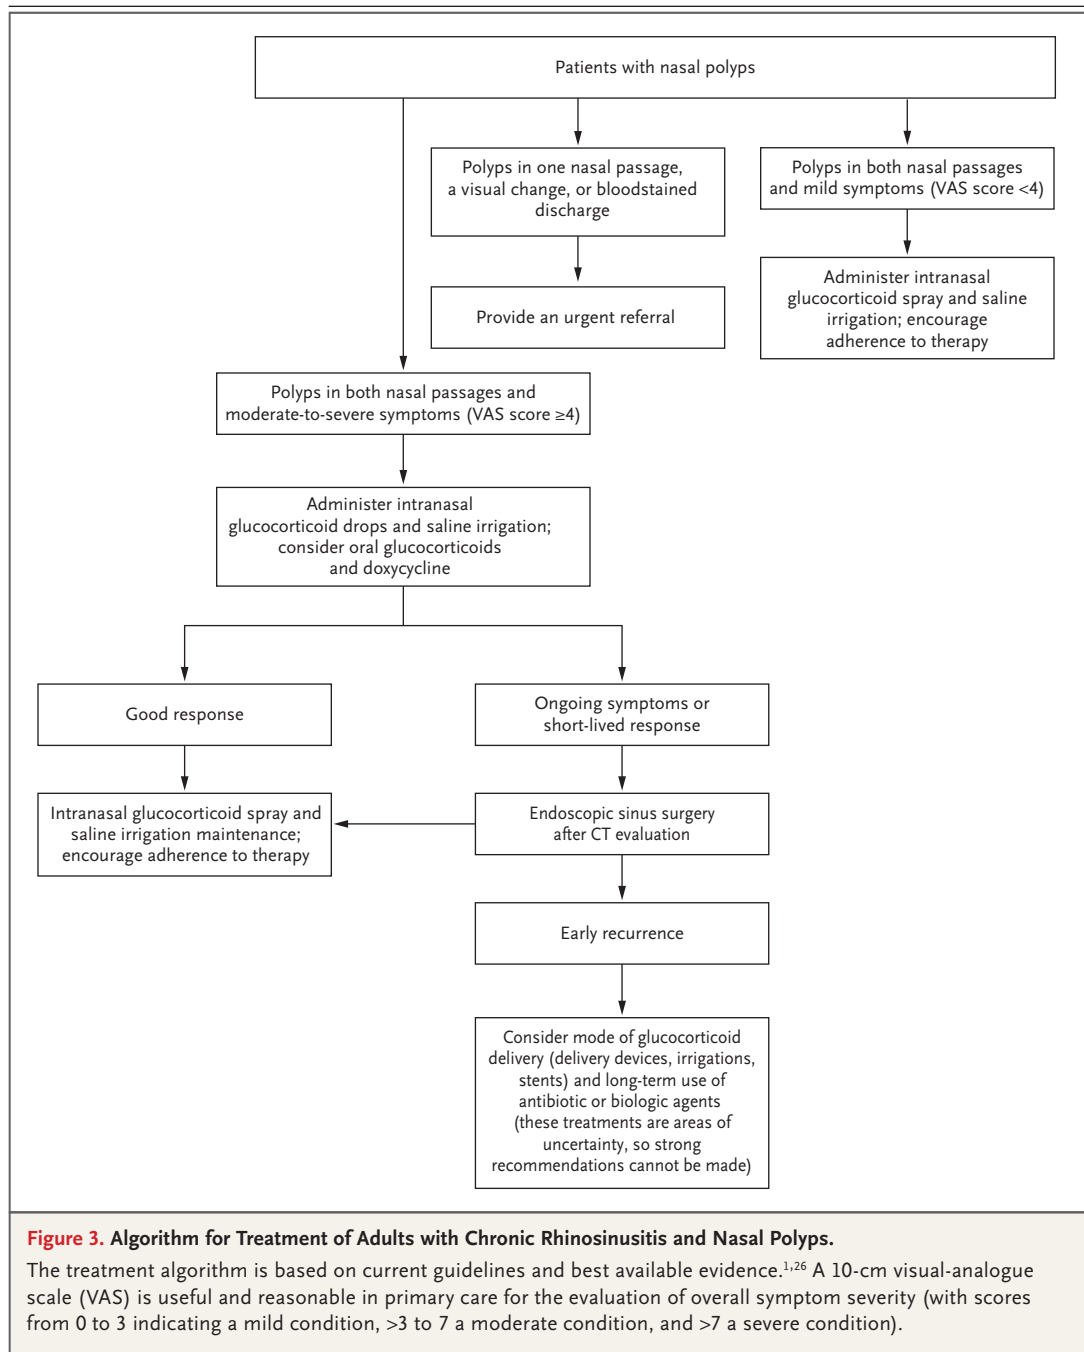 Patients with nasal polyps
Polyps in one nasal passage,
a visual change, or bloodstained
discharge
Polyps in both nasal passages
and mild symptoms (VAS score <4)
Provide an urgent referral
Administer intranasal
glucocorticoid spray and saline
irrigation; encourage
adherence to therapy
Polyps in both nasal passages and
moderate-to-severe symptoms (VAS score ≥4)
Administer intranasal
glucocorticoid drops and saline irrigation;
consider oral glucocorticoids
and doxycycline
Good response
Ongoing symptoms or
short-lived response
Intranasal glucocorticoid spray and
saline irrigation maintenance;
encourage adherence to therapy
Endoscopic sinus surgery
after CT evaluation
Early recurrence
Consider mode of glucocorticoid
delivery (delivery devices, irrigations,
stents) and long-term use of
antibiotic or biologic agents
(these treatments are areas of
uncertainty, so strong
recommendations cannot be made)
Figure 3. Algorithm for Treatment of Adults with Chronic Rhinosinusitis and Nasal Polyps.
The treatment algorithm is based on current guidelines and best available evidence.1,26 A 10-cm visual-analogue
scale (VAS) is useful and reasonable in primary care for the evaluation of overall symptom severity (with scores
from 0 to 3 indicating a mild condition, >3 to 7 a moderate condition, and >7 a severe condition).